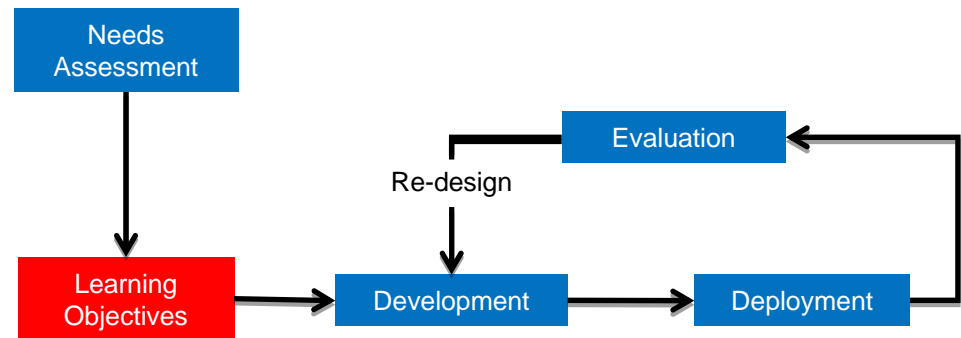 Needs
Assessment
Evaluation
Re-design
Learning
Objectives
Development
Deployment